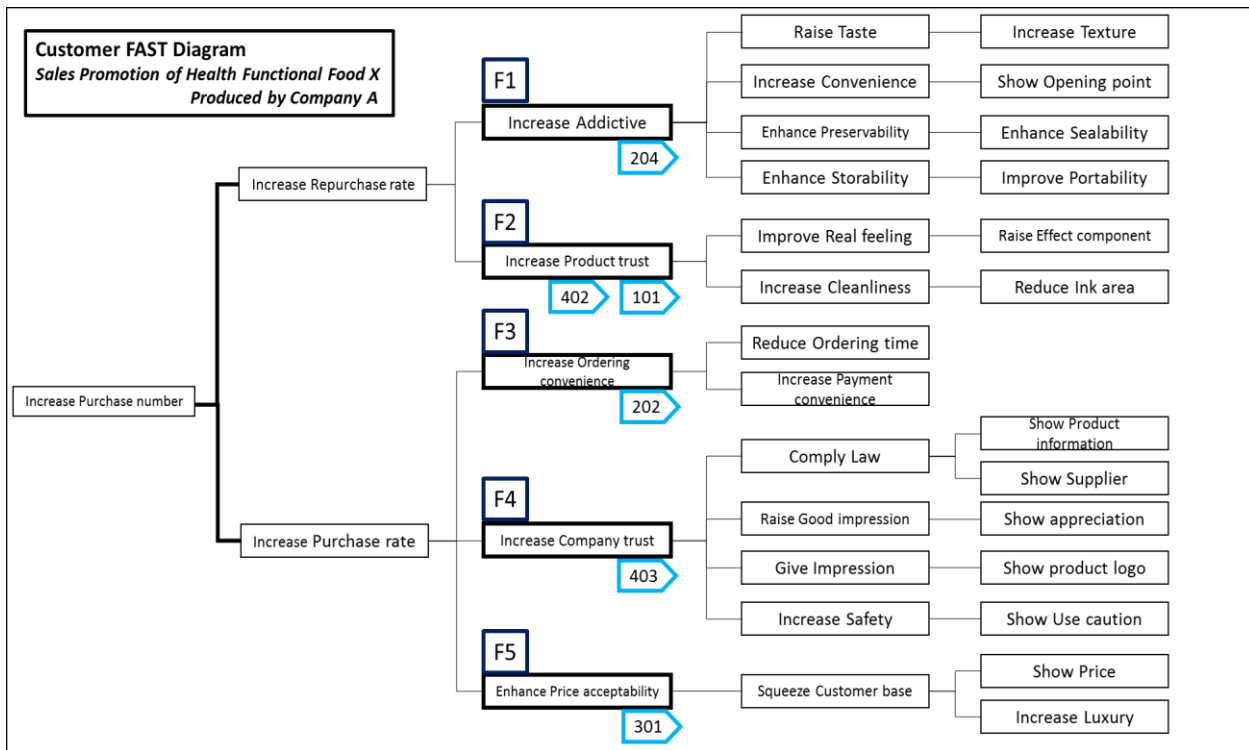 Customer FAST Diagram
Sales Promotion of Health Functional Food X
Produced by Company A
Increase Purchase number
Increase Repurchase rate
F1
Increase Addictive
204
Raise Taste
Increase Texture
Increase Convenience
Show Opening point
Enhance Preservability
Enhance Sealability
Enhance Storability
Improve Portability
F2
Increase Product trust
402
101
Improve Real feeling
Raise Effect component
Increase Cleanliness
Reduce Ink area
Increase Purchase rate
F3
Increase Ordering
convenience
202
Reduce Ordering time
Increase Payment
convenience
F4
Increase Company trust
403
Comply Law
Show Product
information
Show Supplier
Raise Good impression
Show appreciation
Give Impression
Show product logo
Increase Safety
Show Use caution
F5
Enhance Price acceptability
301
Squeeze Customer base
Show Price
Increase Luxury